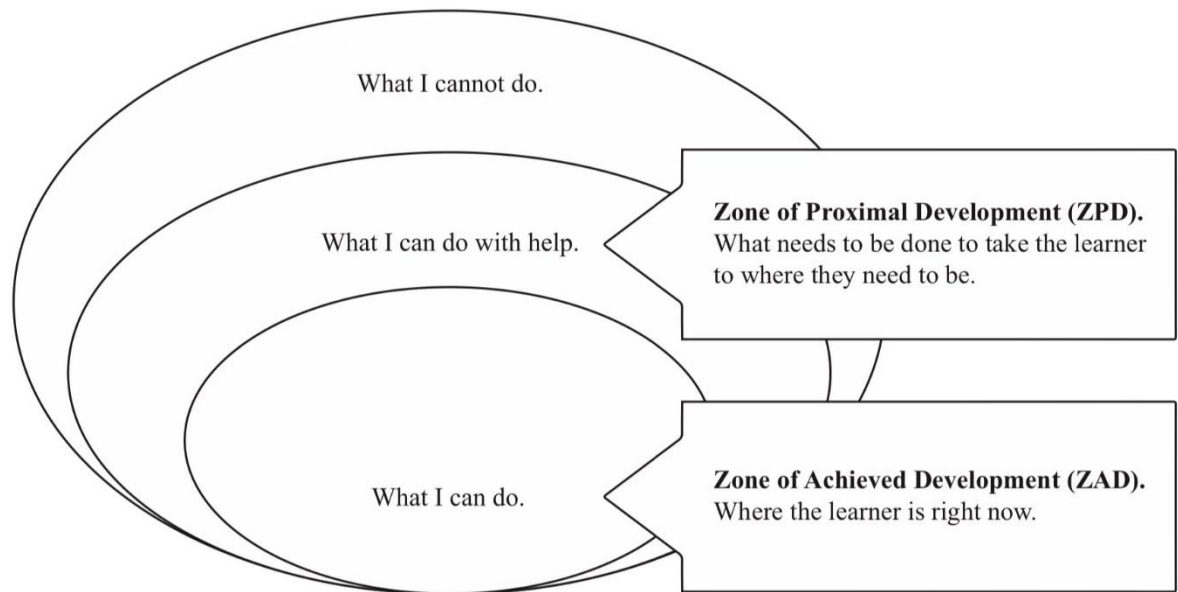 What I cannot do.
Zone of Proximal Development (ZPD).
What I can do with help.
What needs to be done to take the learner
to where they need to be.
Zone of Achieved Development (ZAD).
What I can do.
Where the learner is right now.